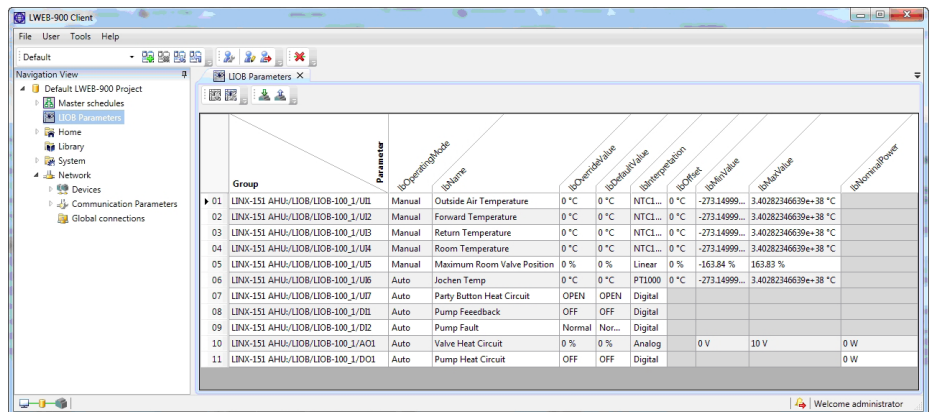 LWEB-900 Client
File User Tools Help
Default
Navigation View
LIOB Parameters
Default LWEB-900 Project
Master schedules
LIOB Parameters
Home
Library
System
Network
Devices
Communication Parameters
Global connections
Group Parameter lbOperatingMode lbName lbOverrideValue lbDefaultValue lbInterpretation lbOffset lbMinValue lbMaxValue lbNominalPower
01 LINX-151 AHU:/LIOB/LIOB-100_1/UI1 Manual Outside Air Temperature 0 °C 0 °C NTC1... 0 °C -273.14999... 3.40282346639e+38 °C
02 LINX-151 AHU:/LIOB/LIOB-100_1/UI2 Manual Forward Temperature 0 °C 0 °C NTC1... 0 °C -273.14999... 3.40282346639e+38 °C
03 LINX-151 AHU:/LIOB/LIOB-100_1/UI3 Manual Return Temperature 0 °C 0 °C NTC1... 0 °C -273.14999... 3.40282346639e+38 °C
04 LINX-151 AHU:/LIOB/LIOB-100_1/UI4 Manual Room Temperature 0 °C 0 °C NTC1... 0 °C -273.14999... 3.40282346639e+38 °C
05 LINX-151 AHU:/LIOB/LIOB-100_1/UI5 Manual Maximum Room Valve Position 0 % 0 % Linear 0 % -163.84 % 163.83 %
06 LINX-151 AHU:/LIOB/LIOB-100_1/UI6 Auto Jochen Temp 0 °C 0 °C PT1000 0 °C -273.14999... 3.40282346639e+38 °C
07 LINX-151 AHU:/LIOB/LIOB-100_1/UI7 Auto Party Button Heat Circuit OPEN OPEN Digital
08 LINX-151 AHU:/LIOB/LIOB-100_1/DI1 Auto Pump Feeedback OFF OFF Digital
09 LINX-151 AHU:/LIOB/LIOB-100_1/DI2 Auto Pump Fault Normal Nor... Digital
10 LINX-151 AHU:/LIOB/LIOB-100_1/AO1 Auto Valve Heat Circuit 0 % 0 % Analog 0 V 10 V 0 W
11 LINX-151 AHU:/LIOB/LIOB-100_1/DO1 Auto Pump Heat Circuit OFF OFF Digital 0 W
Welcome administrator